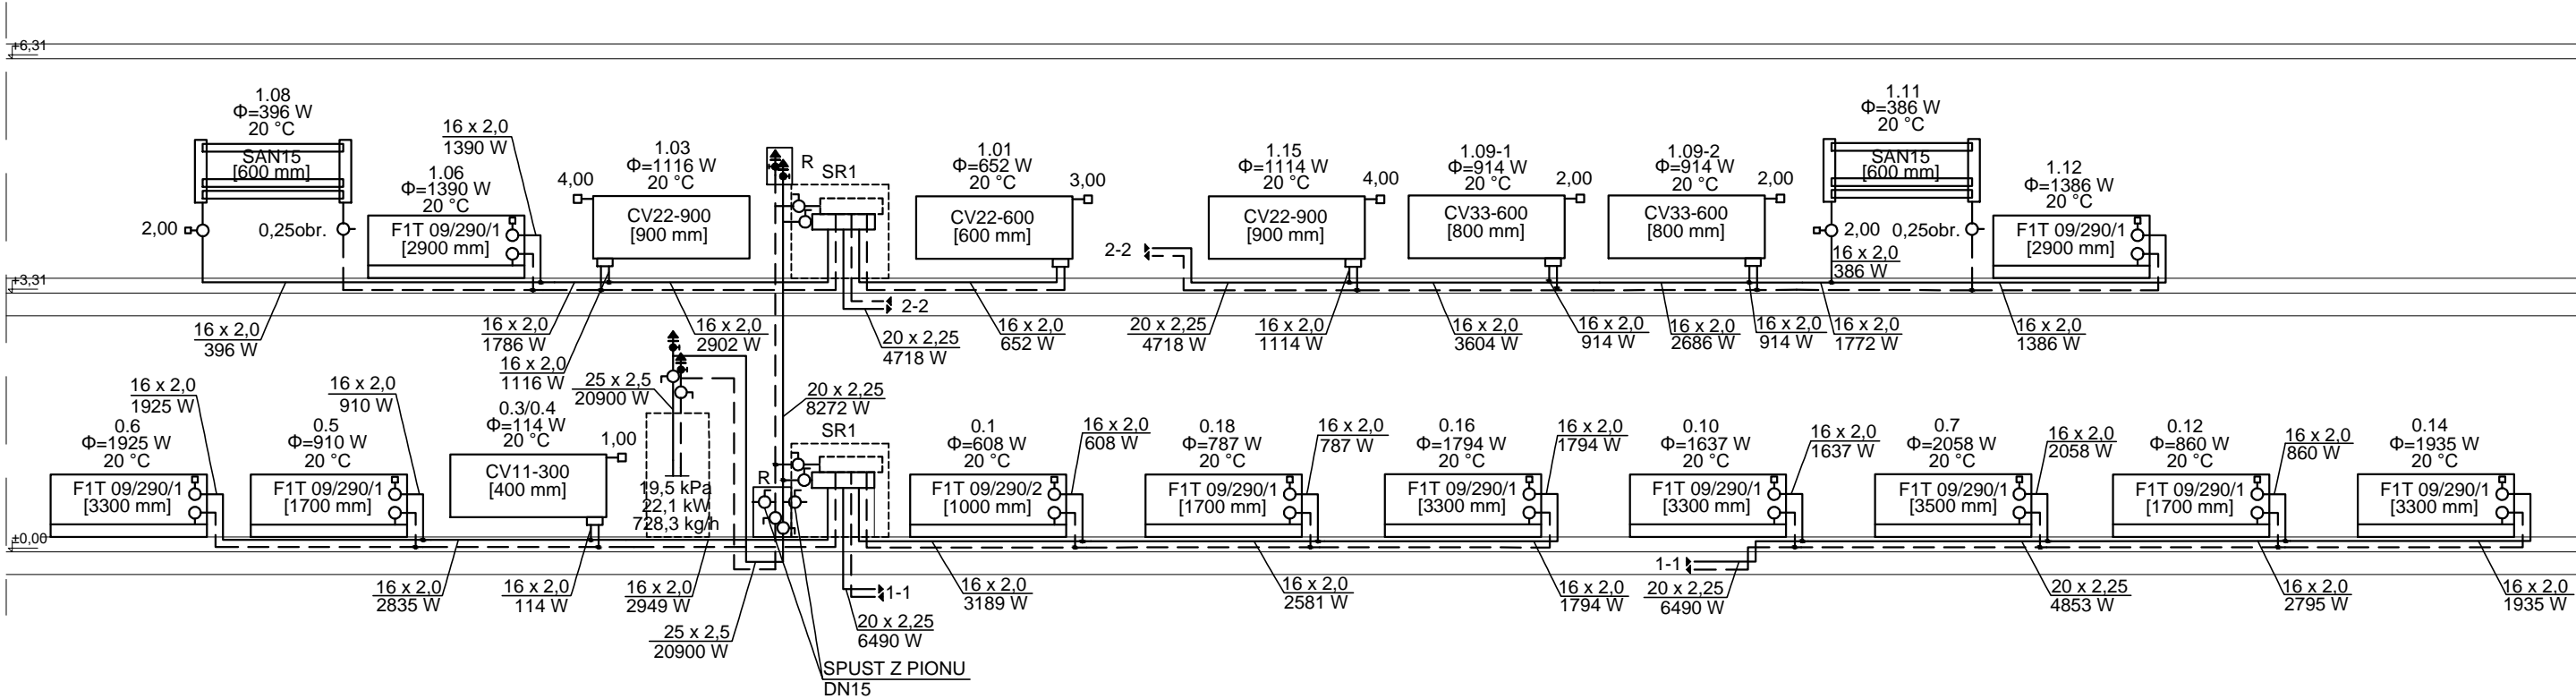 +6,31
1.08
Φ=396 W
20 °C
SAN15
[600 mm]
2,00
0,25obr.
16 x 2,0
1390 W
1.06
Φ=1390 W
20 °C
F1T 09/290/1
[2900 mm]
1.03
Φ=1116 W
20 °C
4,00
CV22-900
[900 mm]
R
SR1
1.01
Φ=652 W
20 °C
3,00
CV22-600
[600 mm]
2-2
1.15
Φ=1114 W
20 °C
4,00
CV22-900
[900 mm]
1.09-1
Φ=914 W
20 °C
2,00
CV33-600
[800 mm]
1.09-2
Φ=914 W
20 °C
2,00
CV33-600
[800 mm]
1.11
Φ=386 W
20 °C
SAN15
[600 mm]
2,00
0,25obr.
16 x 2,0
386 W
1.12
Φ=1386 W
20 °C
F1T 09/290/1
[2900 mm]
+3,31
16 x 2,0
396 W
16 x 2,0
1786 W
16 x 2,0
1116 W
16 x 2,0
2902 W
2-2
20 x 2,25
4718 W
16 x 2,0
652 W
20 x 2,25
4718 W
16 x 2,0
1114 W
16 x 2,0
3604 W
16 x 2,0
914 W
16 x 2,0
2686 W
16 x 2,0
914 W
16 x 2,0
1772 W
16 x 2,0
1386 W
16 x 2,0
1925 W
0.6
Φ=1925 W
20 °C
F1T 09/290/1
[3300 mm]
16 x 2,0
910 W
0.5
Φ=910 W
20 °C
F1T 09/290/1
[1700 mm]
0.3/0.4
Φ=114 W
20 °C
1,00
CV11-300
[400 mm]
25 x 2,5
20900 W
19,5 kPa
22,1 kW
728,3 kg/h
20 x 2,25
8272 W
SR1
R
0.1
Φ=608 W
20 °C
F1T 09/290/2
[1000 mm]
16 x 2,0
608 W
0.18
Φ=787 W
20 °C
F1T 09/290/1
[1700 mm]
16 x 2,0
787 W
0.16
Φ=1794 W
20 °C
F1T 09/290/1
[3300 mm]
16 x 2,0
1794 W
0.10
Φ=1637 W
20 °C
F1T 09/290/1
[3300 mm]
16 x 2,0
1637 W
0.7
Φ=2058 W
20 °C
F1T 09/290/1
[3500 mm]
16 x 2,0
2058 W
0.12
Φ=860 W
20 °C
F1T 09/290/1
[1700 mm]
16 x 2,0
860 W
0.14
Φ=1935 W
20 °C
F1T 09/290/1
[3300 mm]
±0,00
16 x 2,0
2835 W
16 x 2,0
114 W
16 x 2,0
2949 W
25 x 2,5
20900 W
1-1
20 x 2,25
6490 W
16 x 2,0
3189 W
16 x 2,0
2581 W
16 x 2,0
1794 W
1-1
20 x 2,25
6490 W
20 x 2,25
4853 W
16 x 2,0
2795 W
16 x 2,0
1935 W
SPUST Z PIONU
DN15